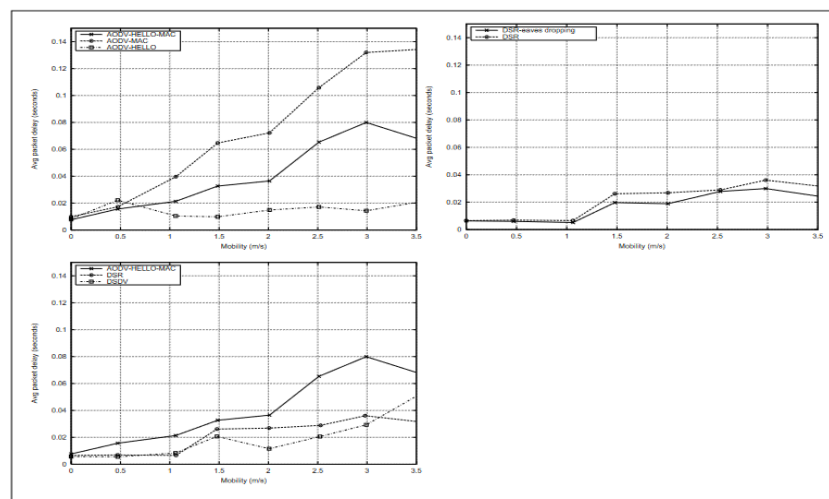 AODV-HELLO-MAC
AODV-MAC
AODV-HELLO
0.14
0.12
0.1
0.08
0.06
0.04
0.02
0
Avg packet delay (seconds)
0 0.5 1 1.5 2 2.5 3 3.5
Mobility (m/s)
DSR-eaves dropping
DSR
0.14
0.12
0.1
0.08
0.06
0.04
0.02
0
Avg packet delay (seconds)
0 0.5 1 1.5 2 2.5 3 3.5
Mobility (m/s)
AODV-HELLO-MAC
DSR
DSDV
0.14
0.12
0.1
0.08
0.06
0.04
0.02
0
Avg packet delay (seconds)
0 0.5 1 1.5 2 2.5 3 3.5
Mobility (m/s)